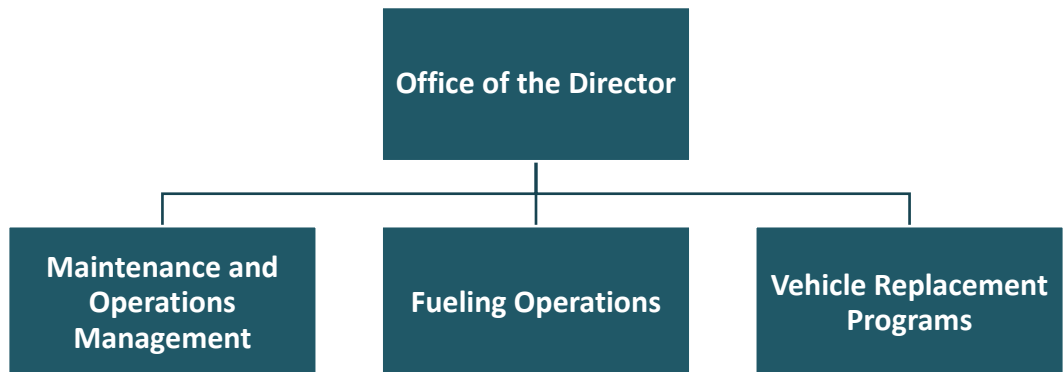 Office of the Director
Maintenance and
Operations
Management
Fueling Operations
Vehicle Replacement
Programs